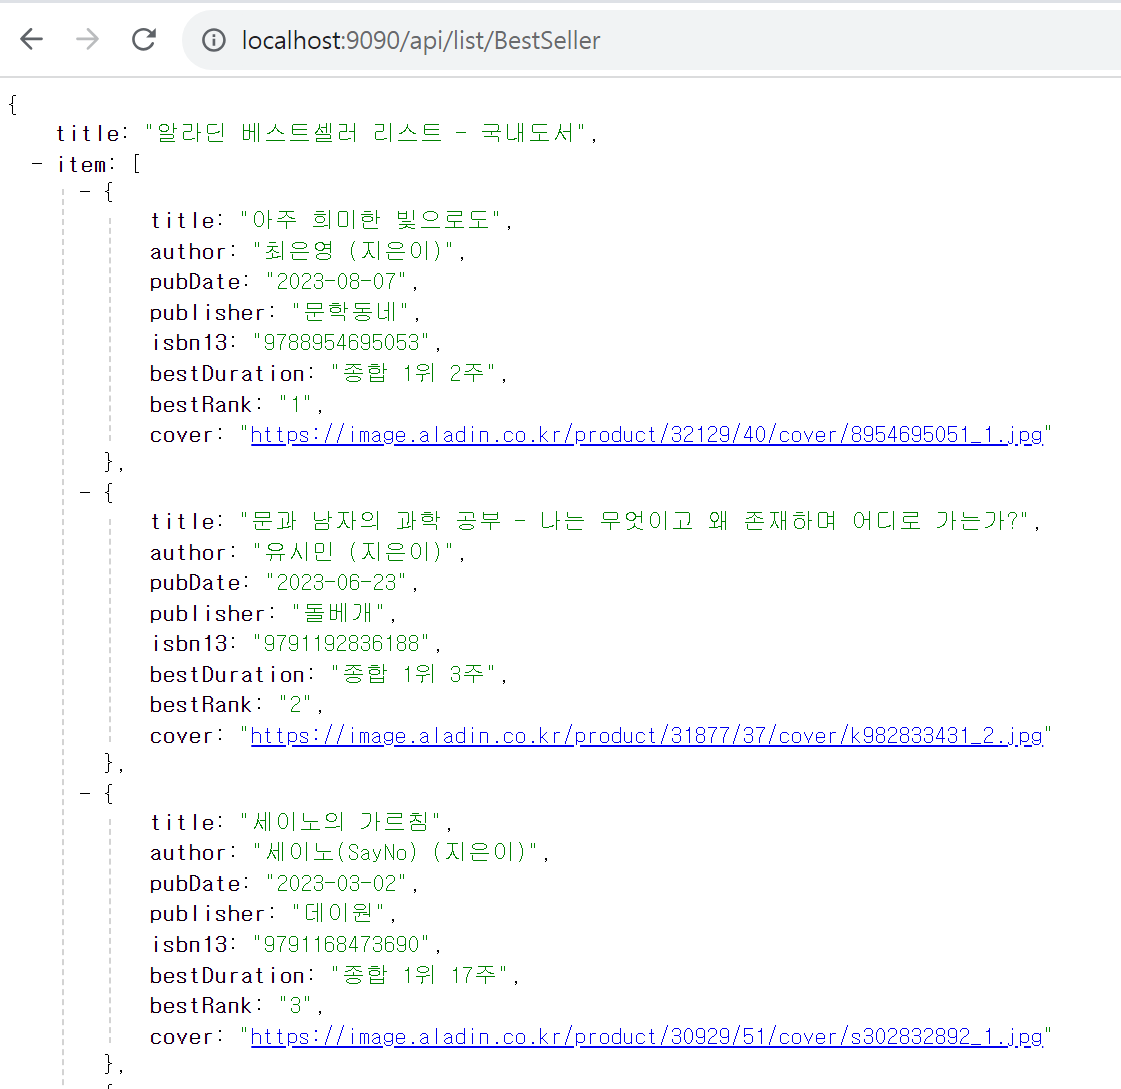 localhost:9090/api/list/BestSeller
{
title: "알라딘 베스트셀러 리스트 - 국내도서",
- item: [
- {
title: "아주 희미한 빛으로도",
author: "최은영 (지은이)",
pubDate: "2023-08-07",
publisher: "문학동네",
isbn13: "9788954695053",
bestDuration: "종합 1위 2주",
bestRank: "1",
cover: "https://image.aladin.co.kr/product/32129/40/cover/8954695051_1.jpg"
},
- {
title: "문과 남자의 과학 공부 - 나는 무엇이고 왜 존재하며 어디로 가는가?",
author: "유시민 (지은이)",
pubDate: "2023-06-23",
publisher: "돌베개",
isbn13: "9791192836188",
bestDuration: "종합 1위 3주",
bestRank: "2",
cover: "https://image.aladin.co.kr/product/31877/37/cover/k982833431_2.jpg"
},
- {
title: "세이노의 가르침",
author: "세이노(SayNo) (지은이)",
pubDate: "2023-03-02",
publisher: "데이원",
isbn13: "9791168473690",
bestDuration: "종합 1위 17주",
bestRank: "3",
cover: "https://image.aladin.co.kr/product/30929/51/cover/s302832892_1.jpg"
},